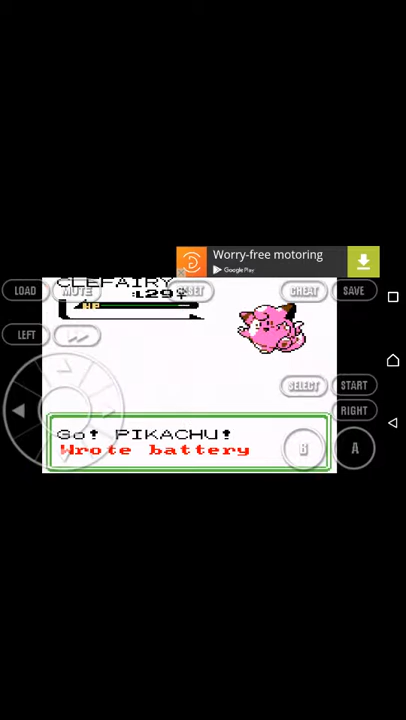 Worry-free motoring
Google Play
CLEFAIRY
:L29♀
HP
LOAD
MUTE
CHEAT
SAVE
LEFT
SELECT
START
RIGHT
Go! PIKACHU!
Wrote battery
B
A